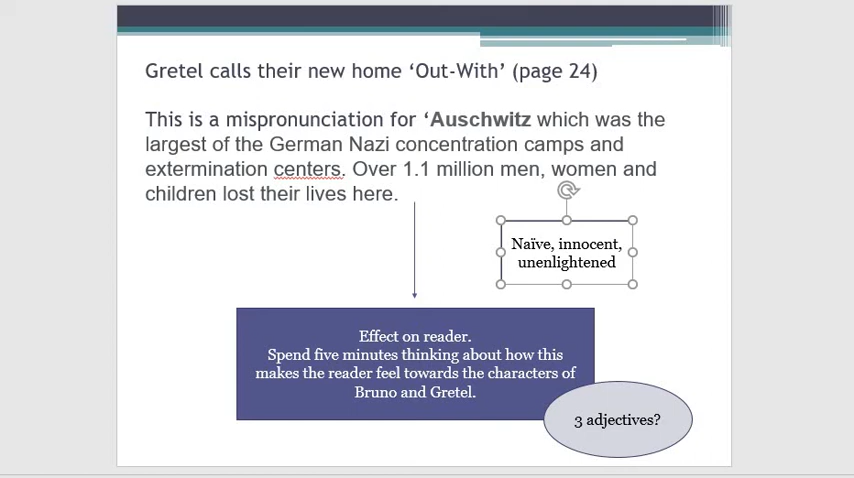 Gretel calls their new home ‘Out-With’ (page 24)
This is a mispronunciation for ‘Auschwitz which was the
largest of the German Nazi concentration camps and
extermination centers. Over 1.1 million men, women and
children lost their lives here.
Naïve, innocent,
unenlightened
Effect on reader.
Spend five minutes thinking about how this
makes the reader feel towards the characters of
Bruno and Gretel.
3 adjectives?